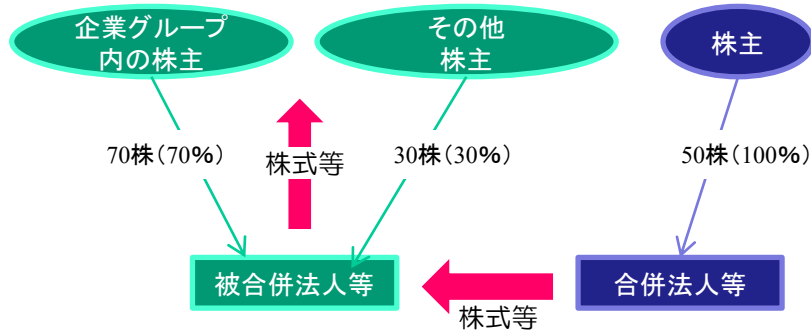 企業グループ
内の株主
その他
株主
株主
70株(70%)
株式等
30株(30%)
50株(100%)
被合併法人等
合併法人等
株式等